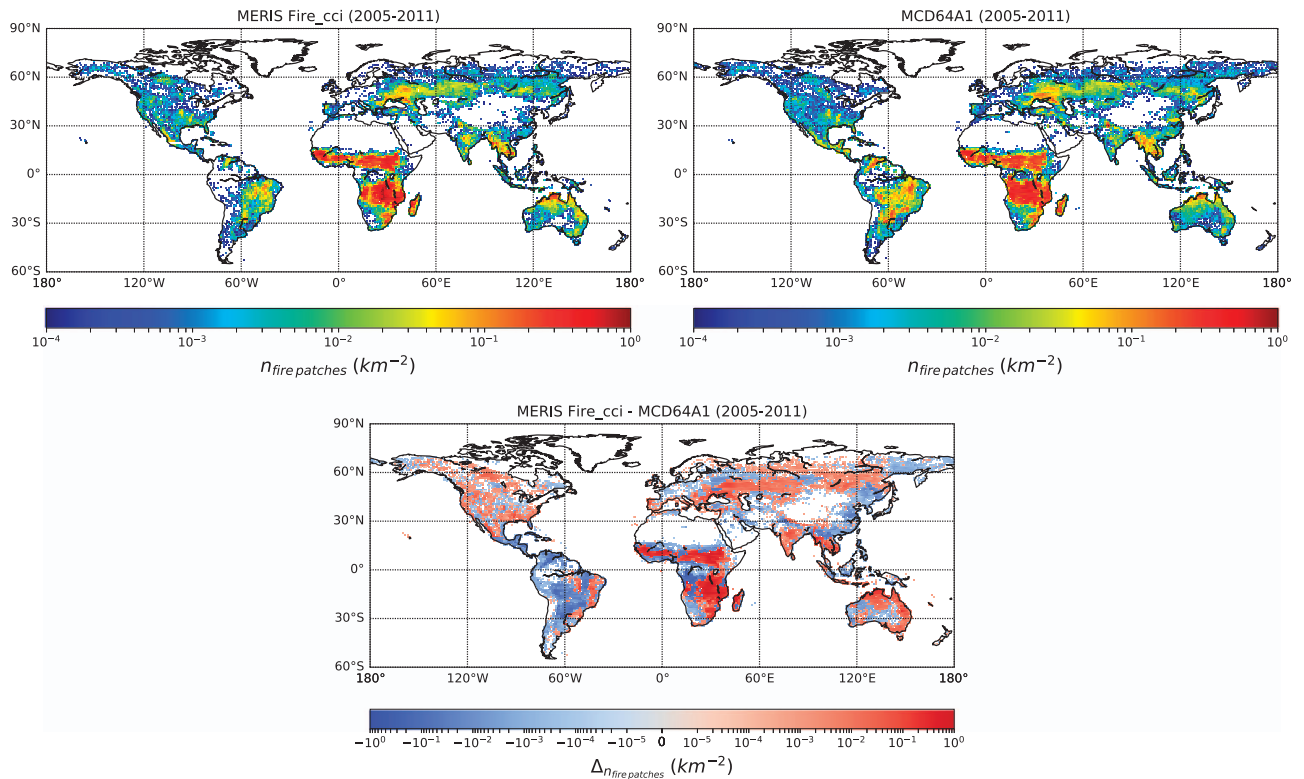 MERIS Fire_cci (2005-2011)
90°N
60°N
30°N
0°
30°S
60°S
180°
120°W
60°W
0°
60°E
120°E
180°
10⁻⁴
10⁻³
10⁻²
10⁻¹
10⁰
n_fire patches (km⁻²)
MCD64A1 (2005-2011)
90°N
60°N
30°N
0°
30°S
60°S
180°
120°W
60°W
0°
60°E
120°E
180°
10⁻⁴
10⁻³
10⁻²
10⁻¹
10⁰
n_fire patches (km⁻²)
MERIS Fire_cci - MCD64A1 (2005-2011)
90°N
60°N
30°N
0°
30°S
60°S
180°
120°W
60°W
0°
60°E
120°E
180°
−10⁰
−10⁻¹
−10⁻²
−10⁻³
−10⁻⁴
−10⁻⁵
0
10⁻⁵
10⁻⁴
10⁻³
10⁻²
10⁻¹
10⁰
Δ_n_fire patches (km⁻²)